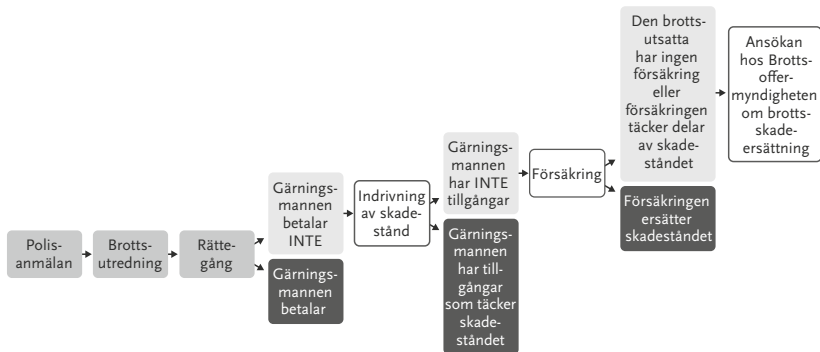 Polis-
anmälan
Brotts-
utredning
Rätte-
gång
Gärnings-
mannen
betalar
INTE
Gärnings-
mannen
betalar
Indrivning
av skade-
stånd
Gärnings-
mannen
har INTE
tillgångar
Gärnings-
mannen
har till-
gångar
som täcker
skade-
ståndet
Försäkring
Den brotts-
utsatta
har ingen
försäkring
eller
försäkringen
täcker delar
av skade-
ståndet
Försäkringen
ersätter
skadeståndet
Ansökan
hos Brotts-
offer-
myndigheten
om brotts-
skade-
ersättning